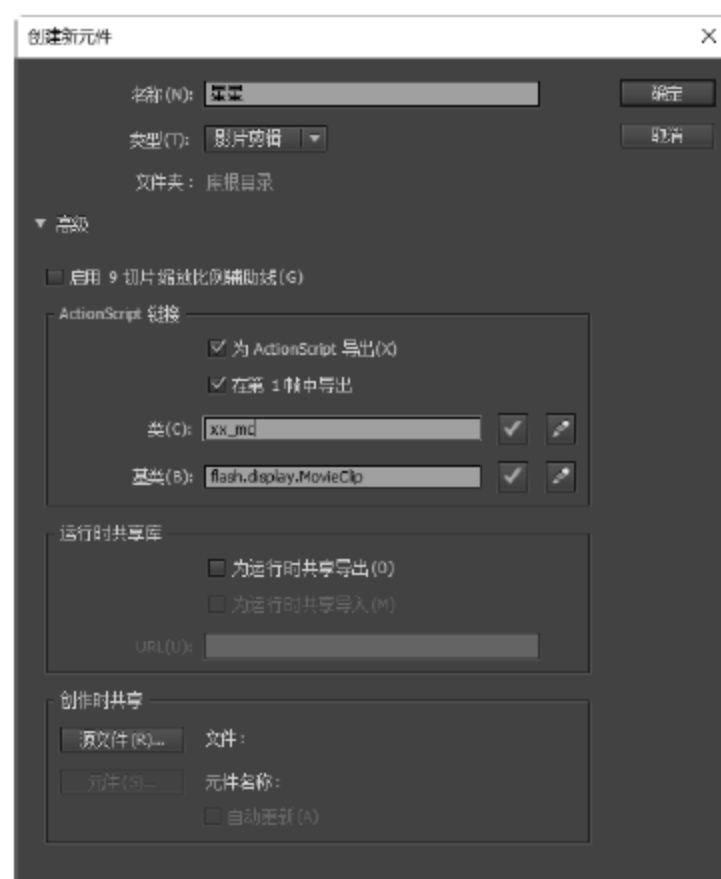 创建新元件
名称(N): 星星
确定
类型(T): 影片剪辑
取消
文件夹: 库根目录
高级
启用 9 切片缩放比例辅助线(G)
ActionScript 链接
为 ActionScript 导出(X)
在第 1 帧中导出
类(C): xx_mc
基类(B): flash.display.MovieClip
运行时共享库
为运行时共享导出(O)
为运行时共享导入(M)
URL(U):
创作时共享
源文件(R)... 文件:
元件(S)... 元件名称:
自动更新(A)